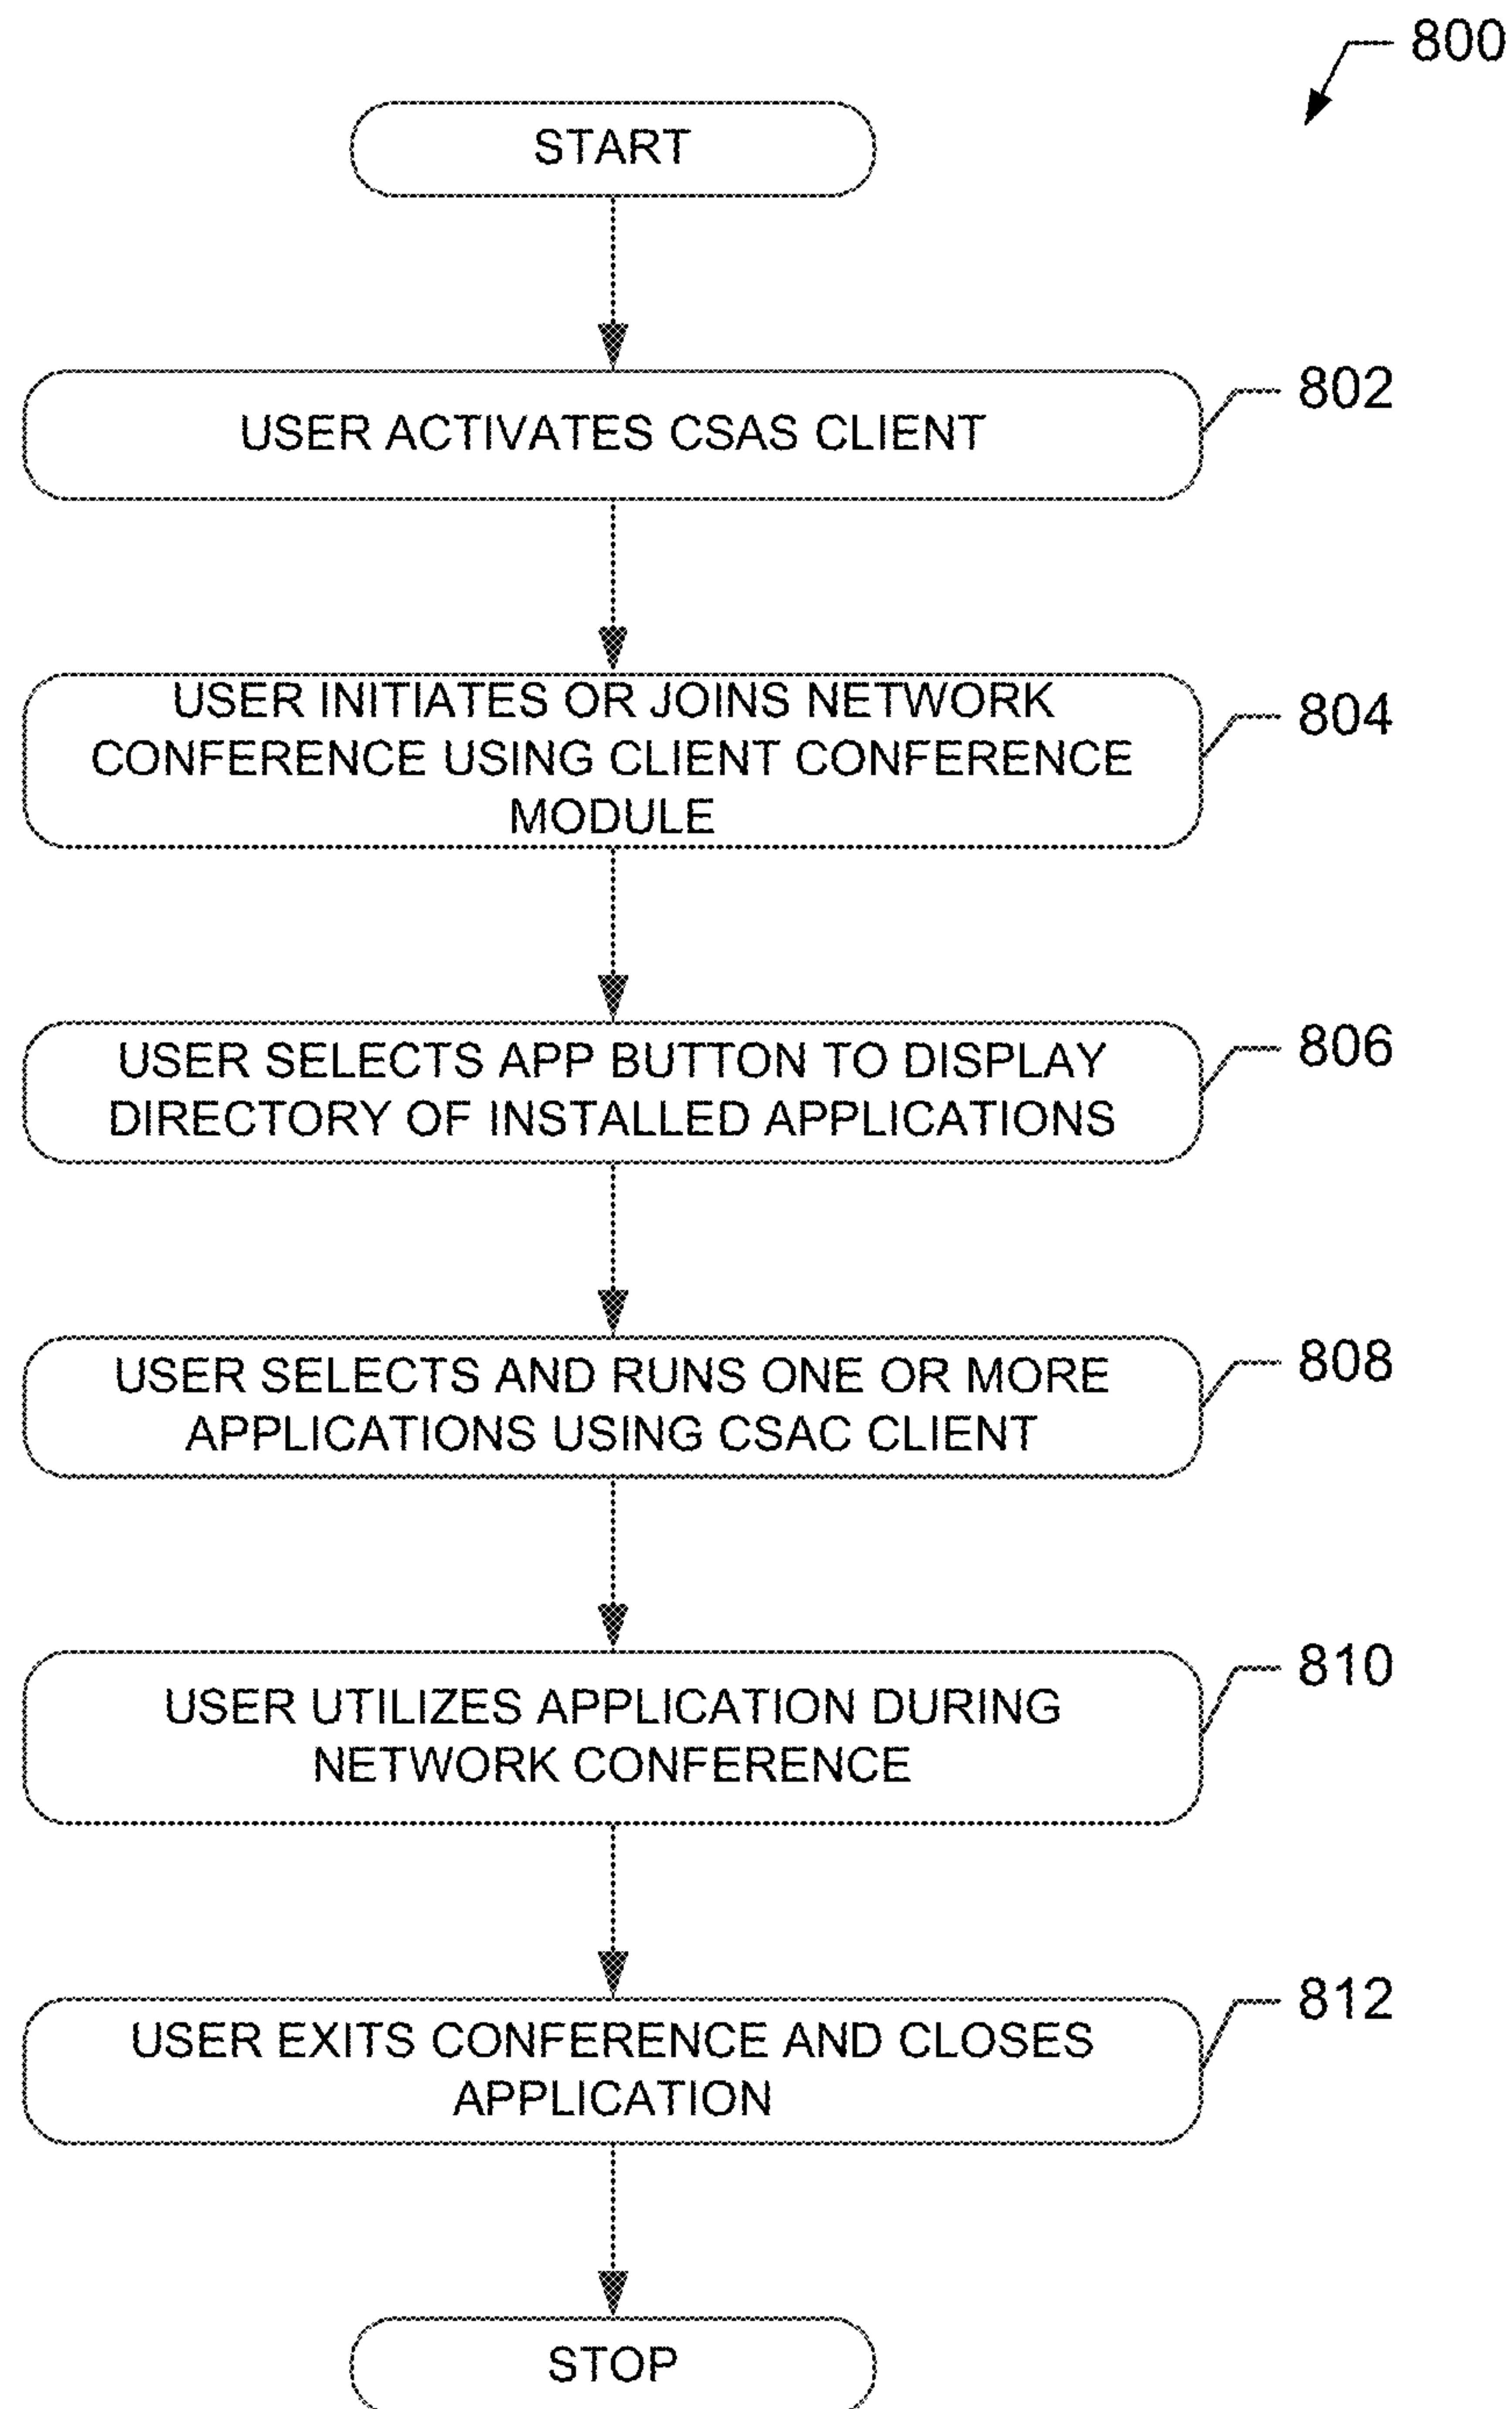 800
START
USER ACTIVATES CSAS CLIENT
802
USER INITIATES OR JOINS NETWORK
CONFERENCE USING CLIENT CONFERENCE
MODULE
804
USER SELECTS APP BUTTON TO DISPLAY
DIRECTORY OF INSTALLED APPLICATIONS
806
USER SELECTS AND RUNS ONE OR MORE
APPLICATIONS USING CSAC CLIENT
808
USER UTILIZES APPLICATION DURING
NETWORK CONFERENCE
810
USER EXITS CONFERENCE AND CLOSES
APPLICATION
812
STOP